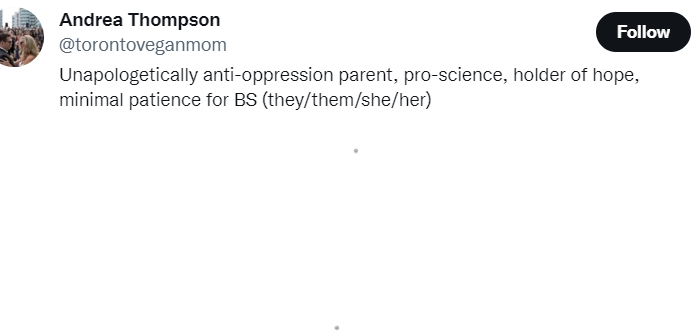 Andrea Thompson
Follow
@torontoveganmom
Unapologetically anti-oppression parent, pro-science, holder of hope,
minimal patience for BS (they/them/she/her)